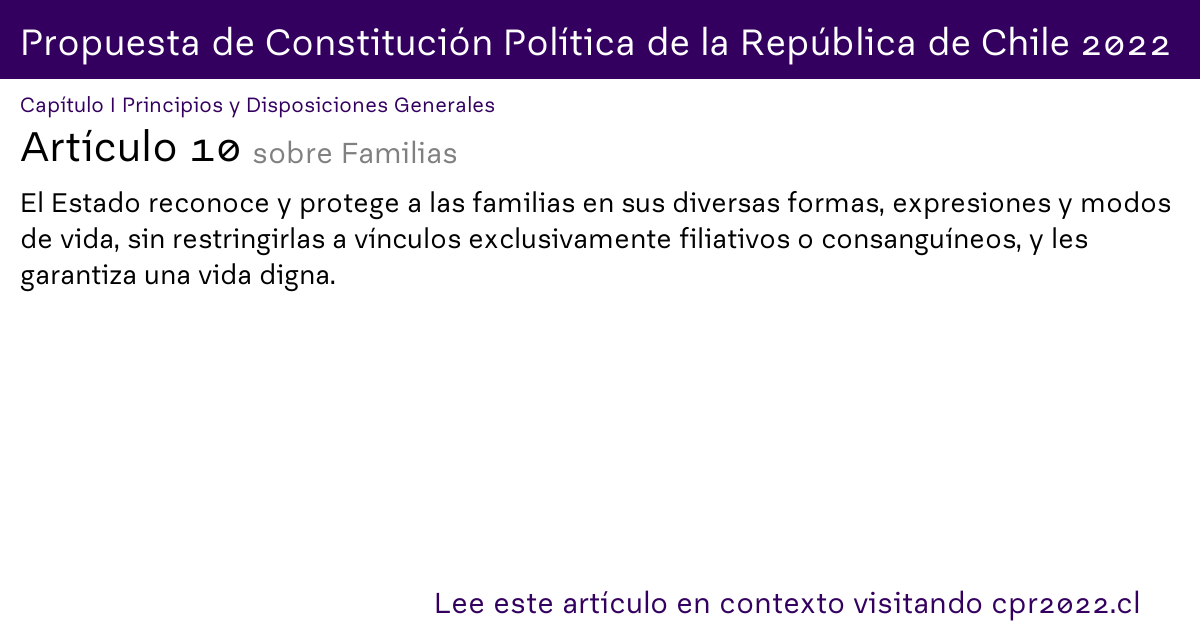 Propuesta de Constitución Política de la República de Chile 2022
Capítulo I Principios y Disposiciones Generales
Artículo 10 sobre Familias
El Estado reconoce y protege a las familias en sus diversas formas, expresiones y modos
de vida, sin restringirlas a vínculos exclusivamente filiativos o consanguíneos, y les
garantiza una vida digna.
Lee este artículo en contexto visitando cpr2022.cl